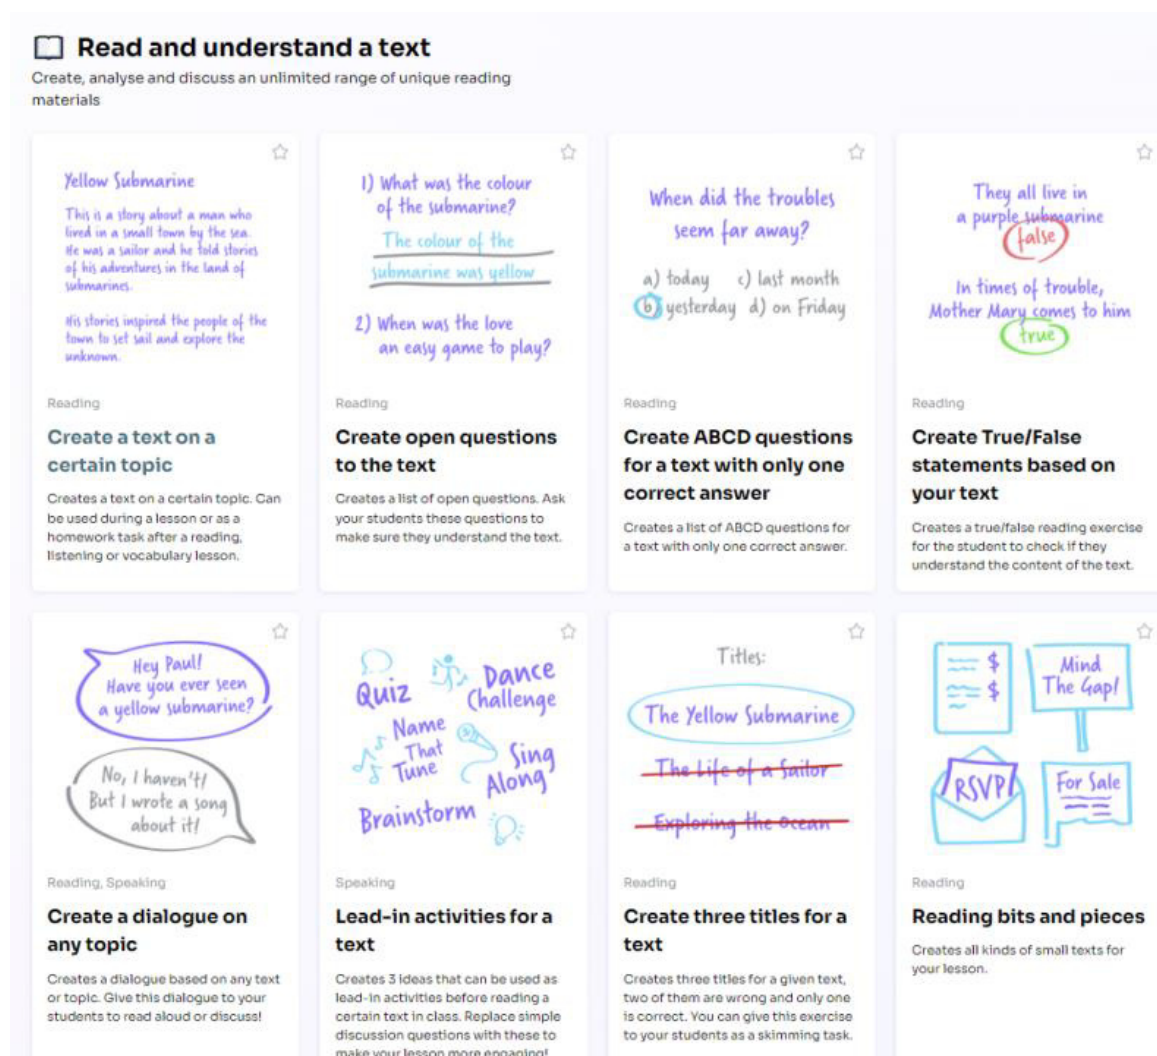 Read and understand a text
Create, analyse and discuss an unlimited range of unique reading
materials
Yellow Submarine
This is a story about a man who
lived in a small town by the sea.
He was a sailor and he told stories
of his adventures in the land of
submarines.
His stories inspired the people of the
town to set sail and explore the
unknown.
Reading
Create a text on a
certain topic
Creates a text on a certain topic. Can
be used during a lesson or as a
homework task after a reading,
listening or vocabulary lesson.
1) What was the colour
of the submarine?
The colour of the
submarine was yellow
2) When was the love
an easy game to play?
Reading
Create open questions
to the text
Creates a list of open questions. Ask
your students these questions to
make sure they understand the text.
When did the troubles
seem far away?
a) today c) last month
b) yesterday d) on Friday
Reading
Create ABCD questions
for a text with only one
correct answer
Creates a list of ABCD questions for
a text with only one correct answer.
They all live in
a purple submarine
false
In times of trouble,
Mother Mary comes to him
true
Reading
Create True/False
statements based on
your text
Creates a true/false reading exercise
for the student to check if they
understand the content of the text.
Hey Paul!
Have you ever seen
a yellow submarine?
No, I haven't!
But I wrote a song
about it!
Reading, Speaking
Create a dialogue on
any topic
Creates a dialogue based on any text
or topic. Give this dialogue to your
students to read aloud or discuss!
Quiz
Dance
Challenge
Name
That
Tune
Sing
Along
Brainstorm
Speaking
Lead-in activities for a
text
Creates 3 ideas that can be used as
lead-in activities before reading a
certain text in class. Replace simple
discussion questions with these to
make your lesson more engaging!
Titles:
The Yellow Submarine
The Life of a Sailor
Exploring the Ocean
Reading
Create three titles for a
text
Creates three titles for a given text,
two of them are wrong and only one
is correct. You can give this exercise
to your students as a skimming task.
$
$
Mind
The Gap!
RSVP!
For Sale
Reading
Reading bits and pieces
Creates all kinds of small texts for
your lesson.